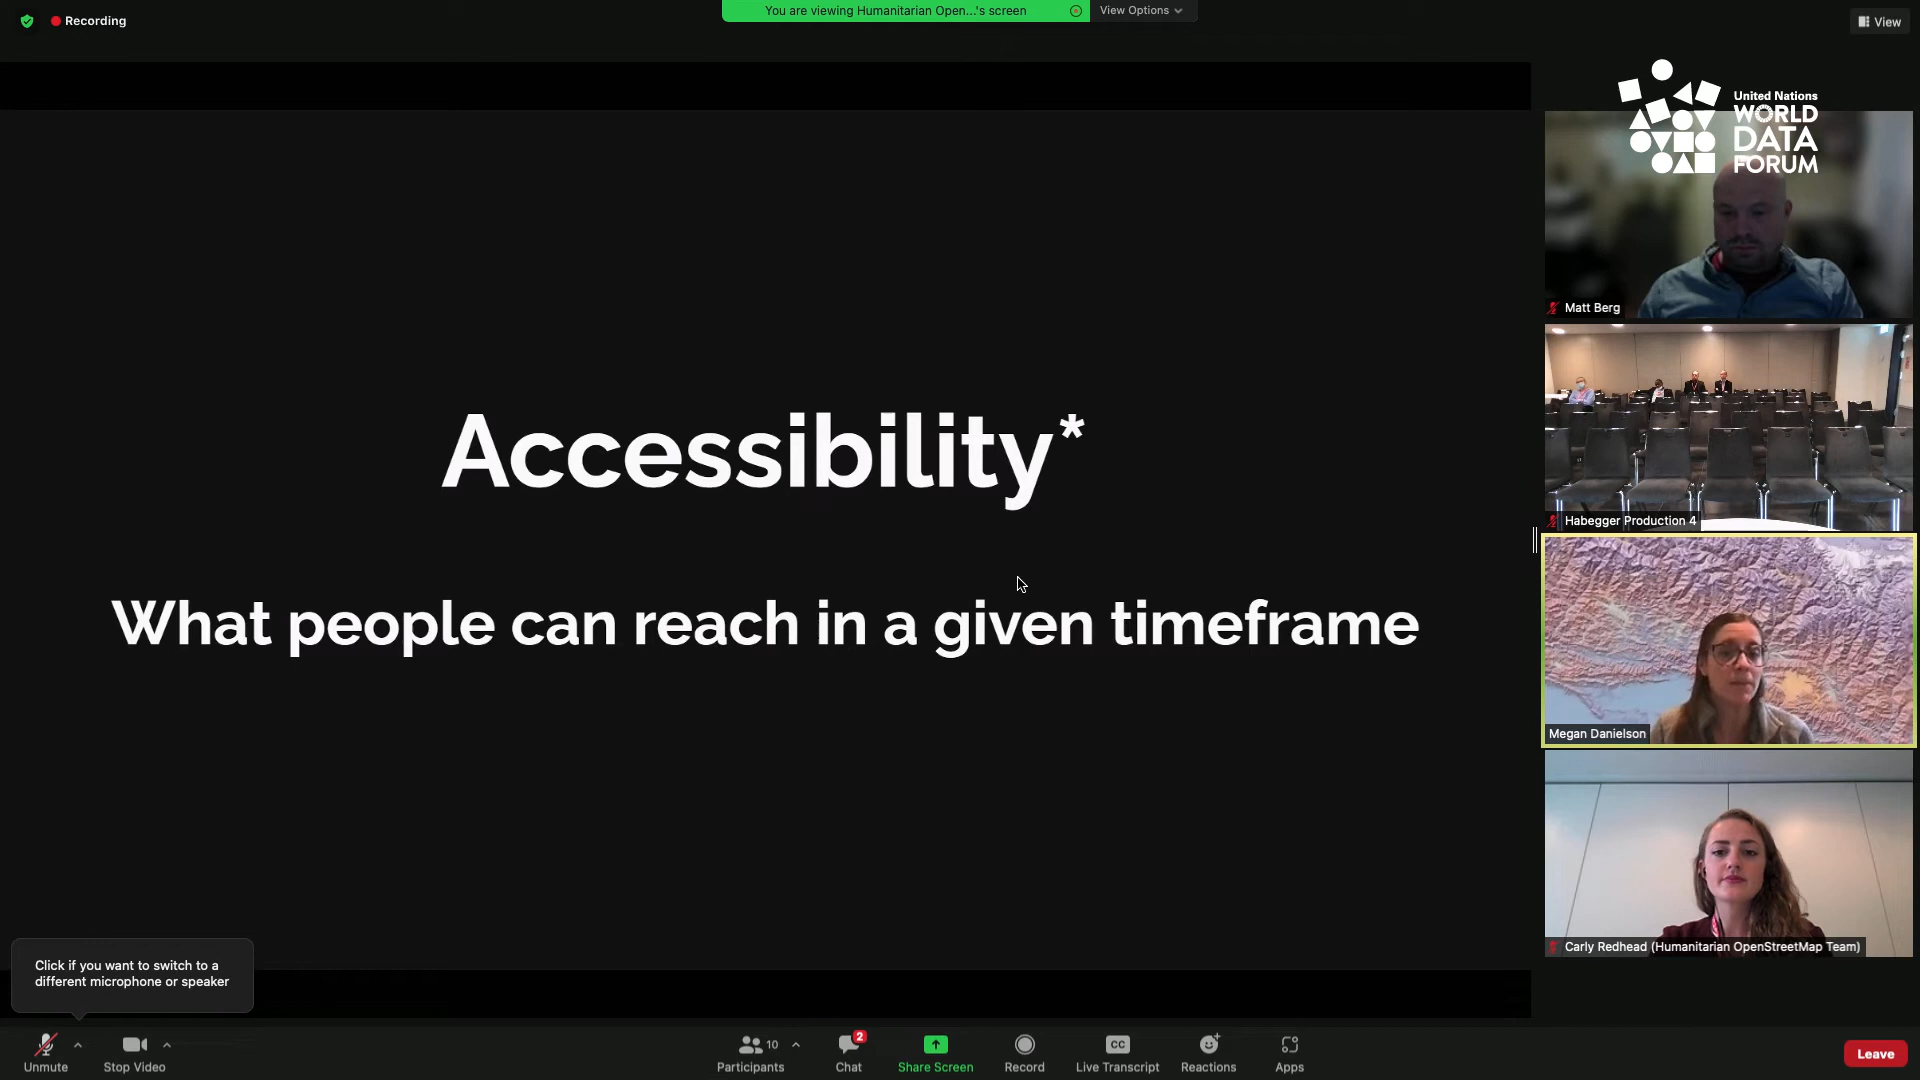 Recording
You are viewing Humanitarian Open...'s screen
View Options
View
United Nations
WORLD
DATA
FORUM
Matt Berg
Accessibility*
What people can reach in a given timeframe
Habegger Production 4
Megan Danielson
Carly Redhead (Humanitarian OpenStreetMap Team)
Click if you want to switch to a
different microphone or speaker
Unmute
Stop Video
10
Participants
2
Chat
Share Screen
Record
CC
Live Transcript
Reactions
Apps
Leave